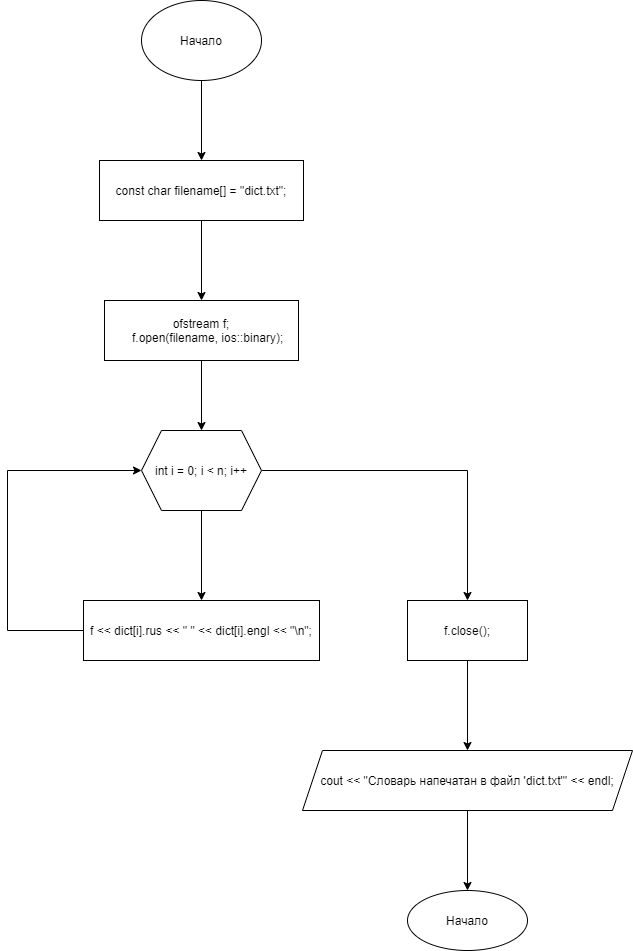 Начало
const char filename[] = "dict.txt";
ofstream f;
f.open(filename, ios::binary);
int i = 0; i < n; i++
f << dict[i].rus << " " << dict[i].engl << "\n";
f.close();
cout << "Словарь напечатан в файл 'dict.txt'" << endl;
Начало